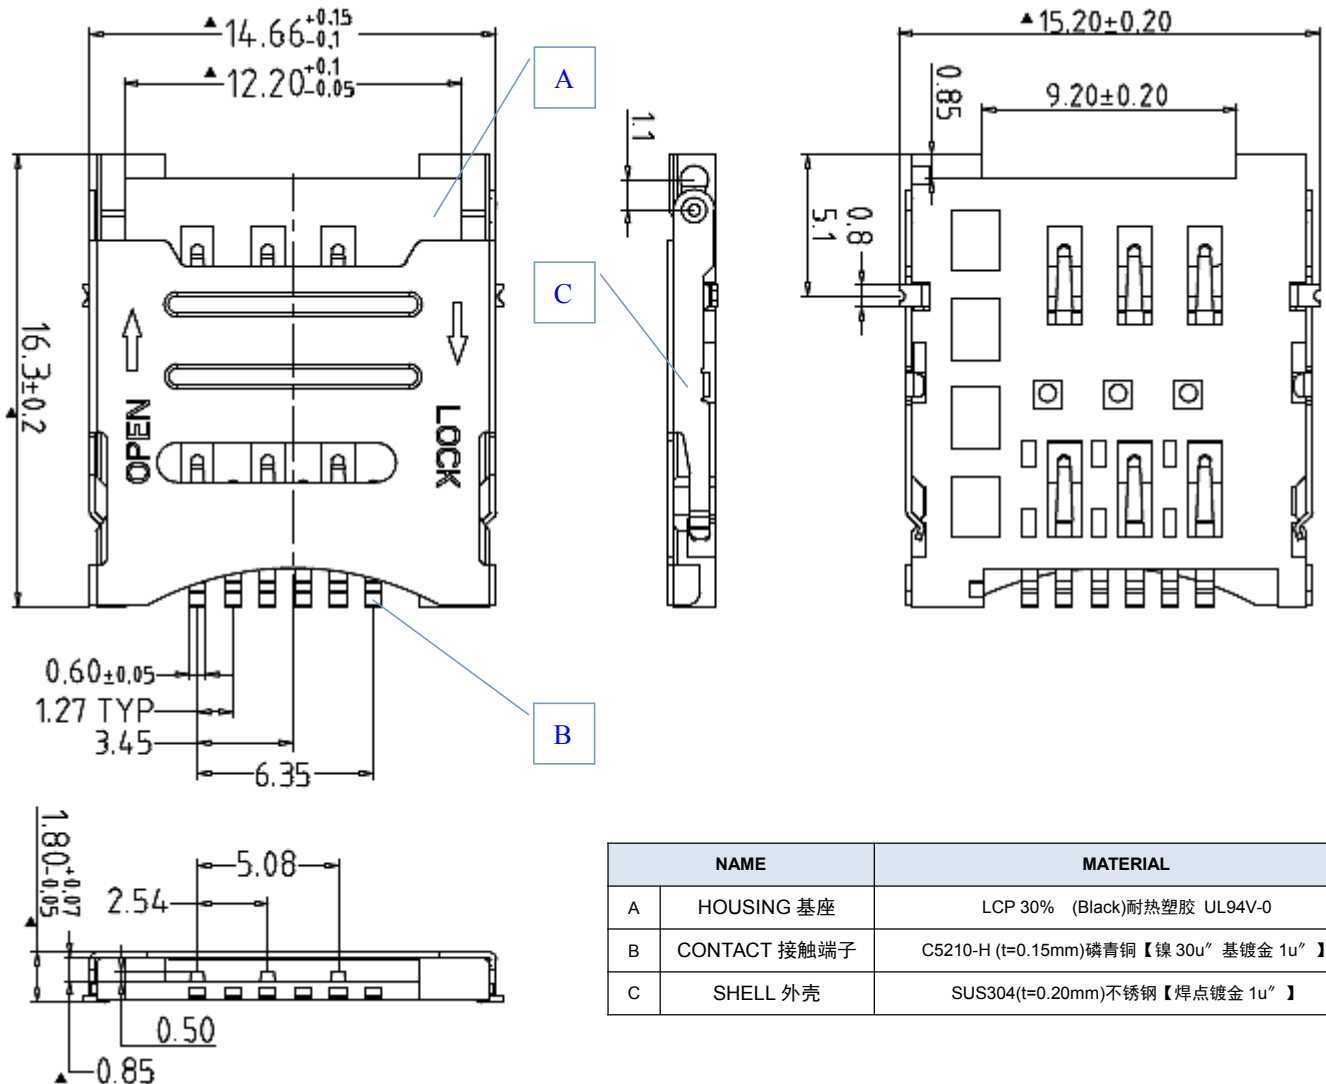 ▲14.66+0.15-0.1
▲12.20+0.1-0.05
A
1.1
▲15.20±0.20
0.85
9.20±0.20
▲16.3±0.2
OPEN
LOCK
C
5.1
0.8
0.60±0.05
1.27 TYP
3.45
6.35
B
▲1.80+0.07-0.05
5.08
2.54
0.50
▲0.85
NAME MATERIAL
A HOUSING 基座 LCP 30% (Black)耐热塑胶 UL94V-0
B CONTACT 接触端子 C5210-H (t=0.15mm)磷青铜【镍 30u″ 基镀金 1u″ 】
C SHELL 外壳 SUS304(t=0.20mm)不锈钢【焊点镀金 1u″ 】